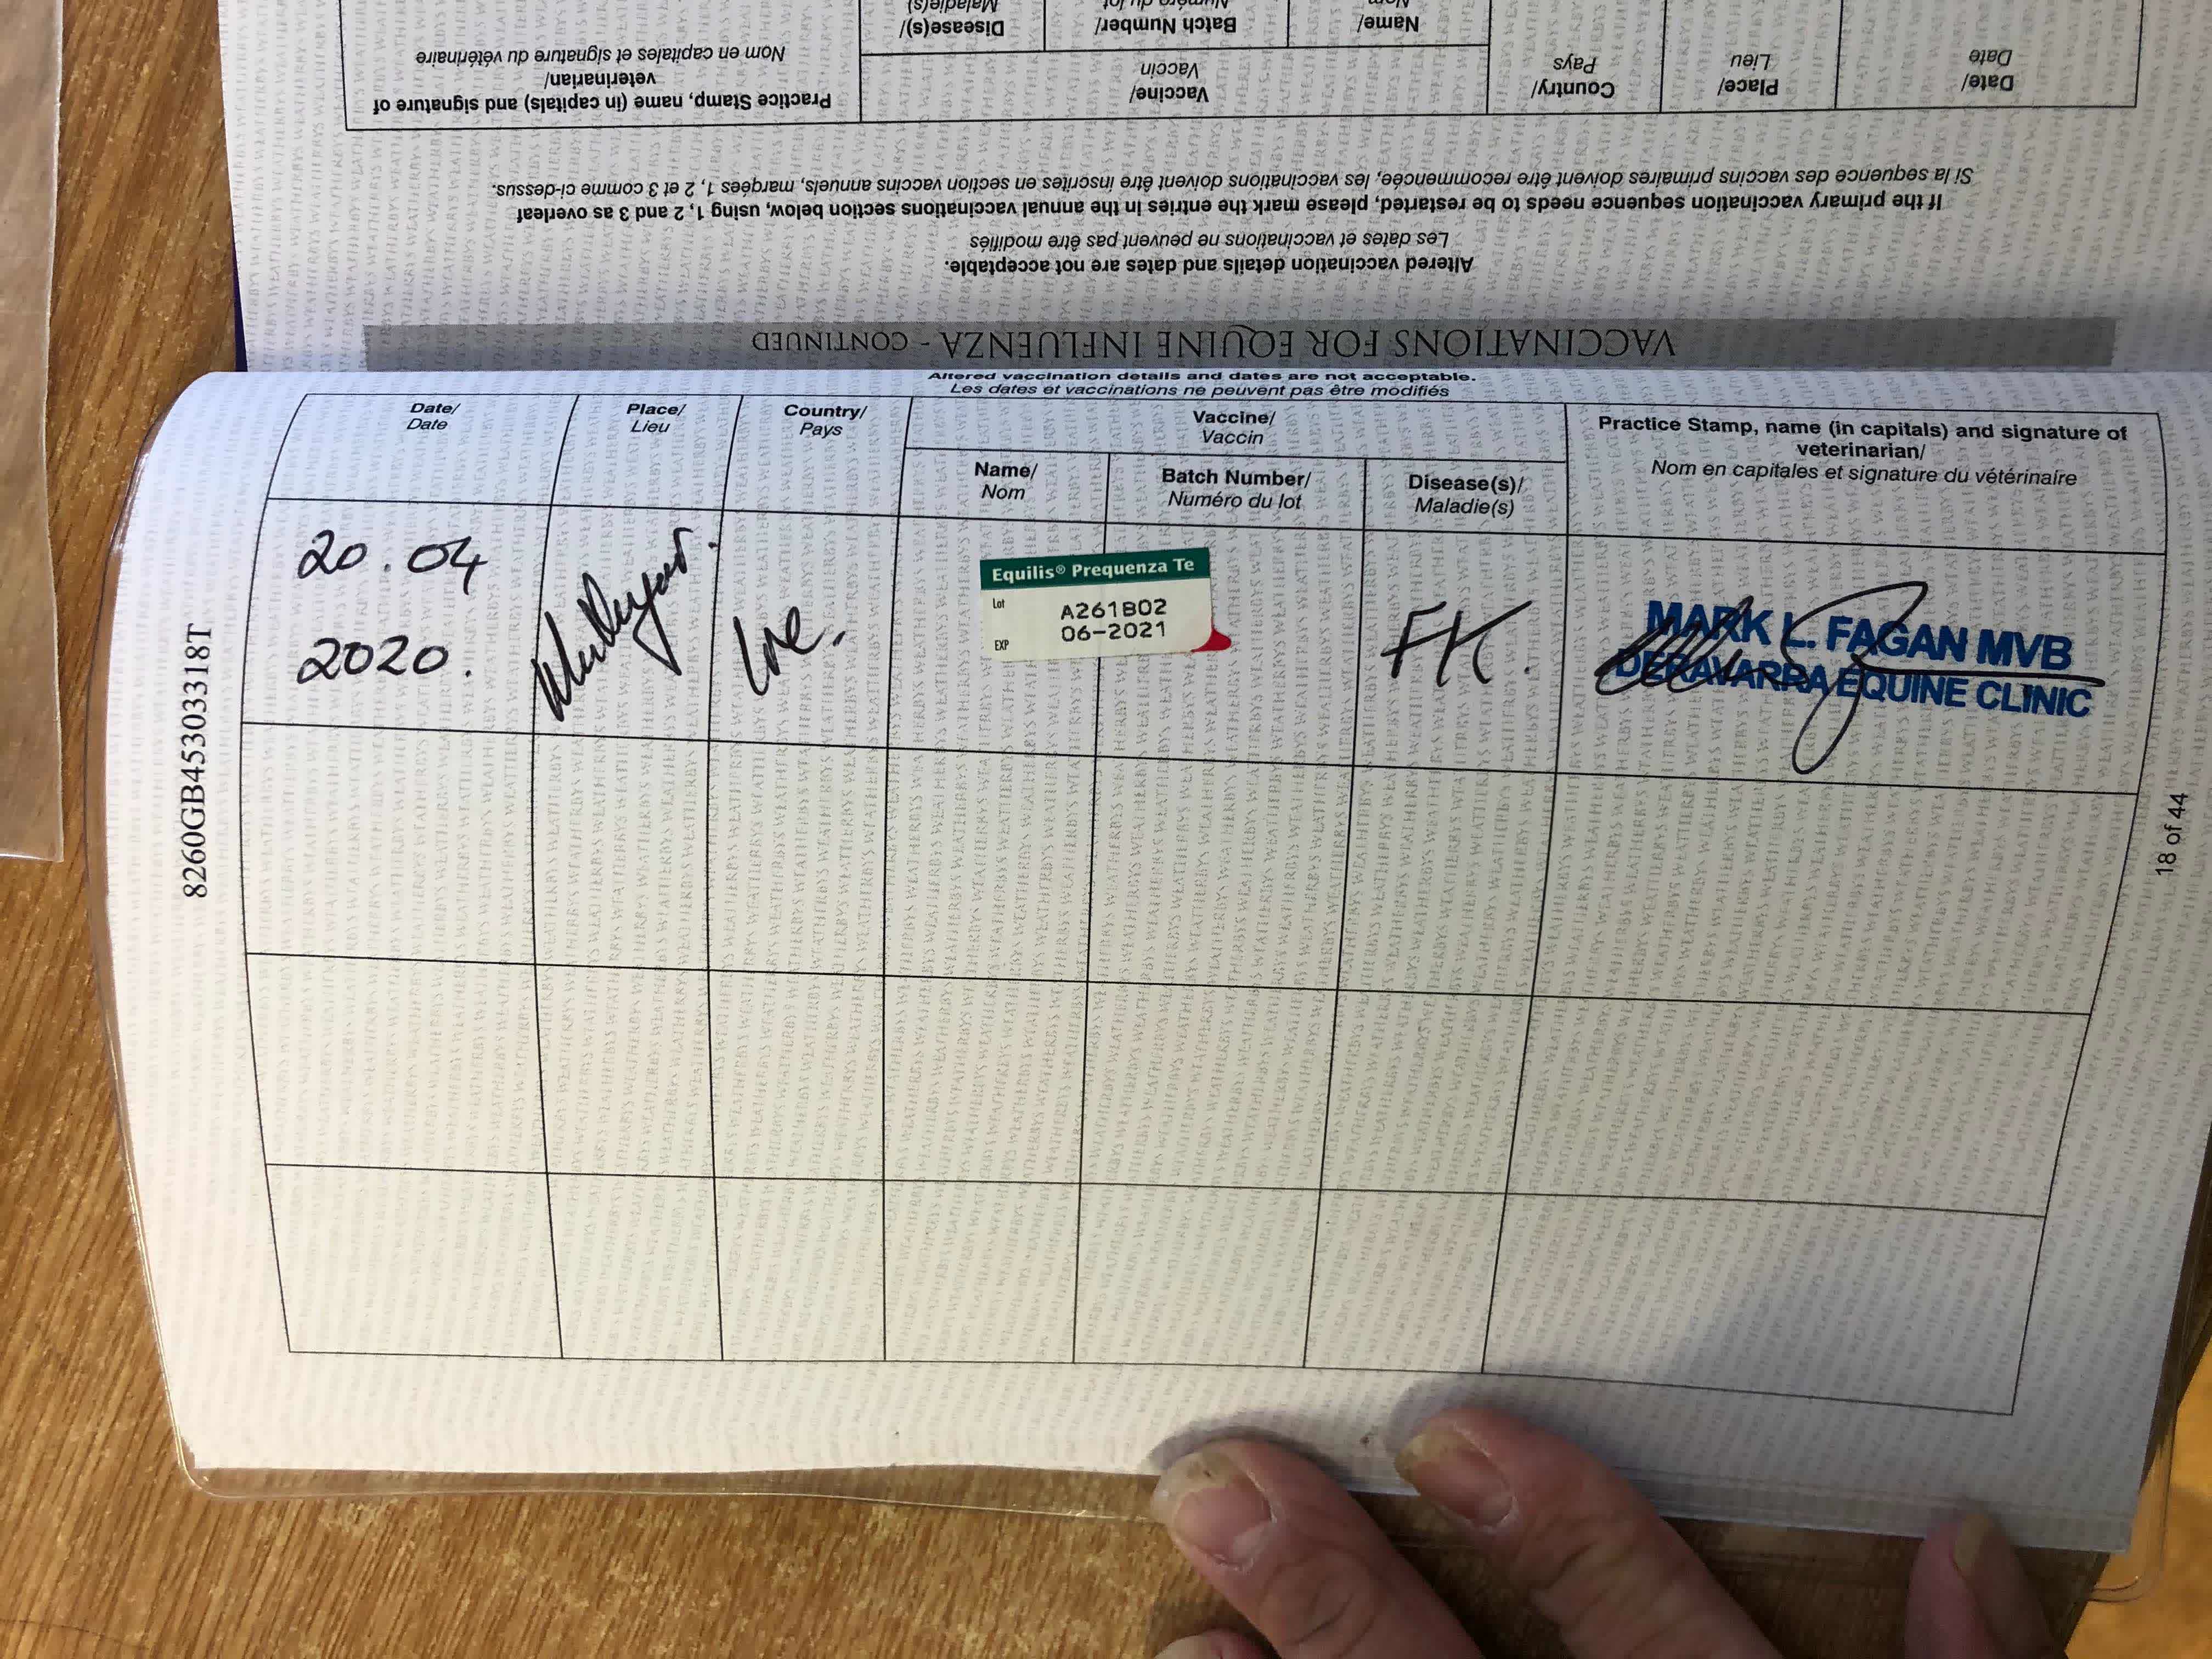 Disease(s)/
Maladie(s)
Batch Number/
Numéro du lot
Name/
Nom
Practice Stamp, name (in capitals) and signature of
veterinarian/
Nom en capitales et signature du vétérinaire
Vaccine/
Vaccin
Country/
Pays
Place/
Lieu
Date/
Date
If the primary vaccination sequence needs to be restarted, please mark the entries in the annual vaccinations section below, using 1, 2 and 3 as overleaf
Si la sequence des vaccins primaires doivent être recommencée, les vaccinations doivent être inscrites en section vaccins annuels, marqées 1, 2 et 3 comme ci-dessus.
Altered vaccination details and dates are not acceptable.
Les dates et vaccinations ne peuvent pas être modifiés
VACCINATIONS FOR EQUINE INFLUENZA - CONTINUED
Altered vaccination details and dates are not acceptable.
Les dates et vaccinations ne peuvent pas être modifiés
Date/
Date
Place/
Lieu
Country/
Pays
Vaccine/
Vaccin
Practice Stamp, name (in capitals) and signature of
veterinarian/
Nom en capitales et signature du vétérinaire
Name/
Nom
Batch Number/
Numéro du lot
Disease(s)/
Maladie(s)
20.04
2020.
Ire.
Equilis® Prequenza Te
Lot A261B02
EXP 06-2021
MARK L. FAGAN MVB
DERAVARRA EQUINE CLINIC
8260GB45303318T
18 of 44
WEATHERBYS